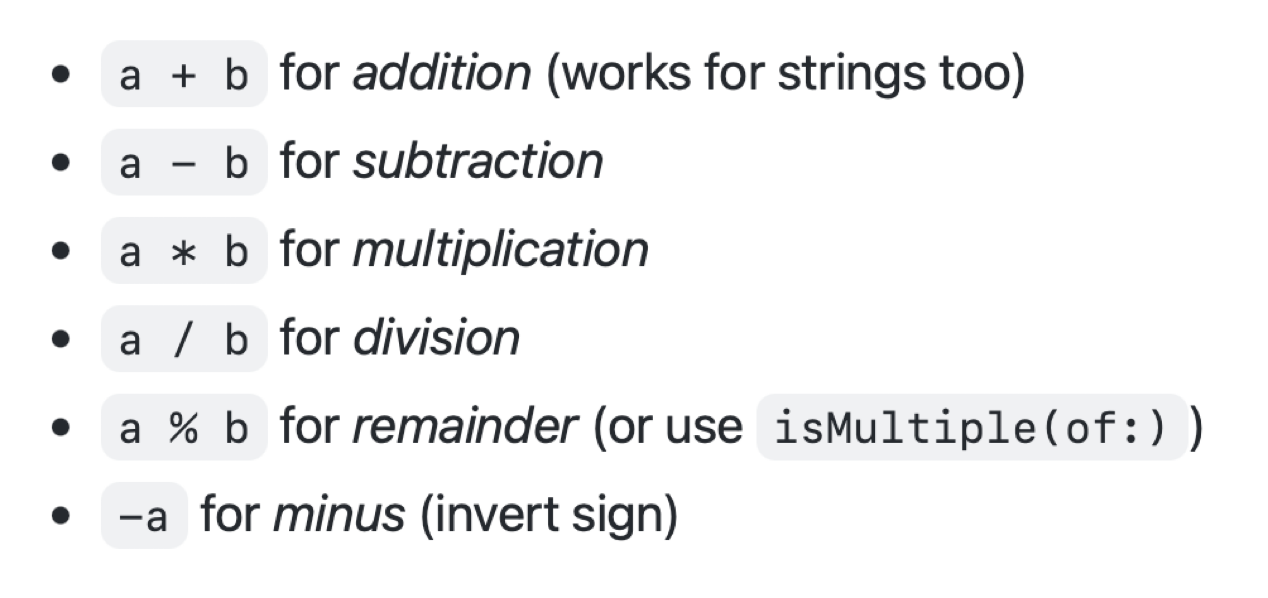 • a + b for addition (works for strings too)
• a - b for subtraction
• a * b for multiplication
• a / b for division
• a % b for remainder (or use isMultiple(of:))
• -a for minus (invert sign)